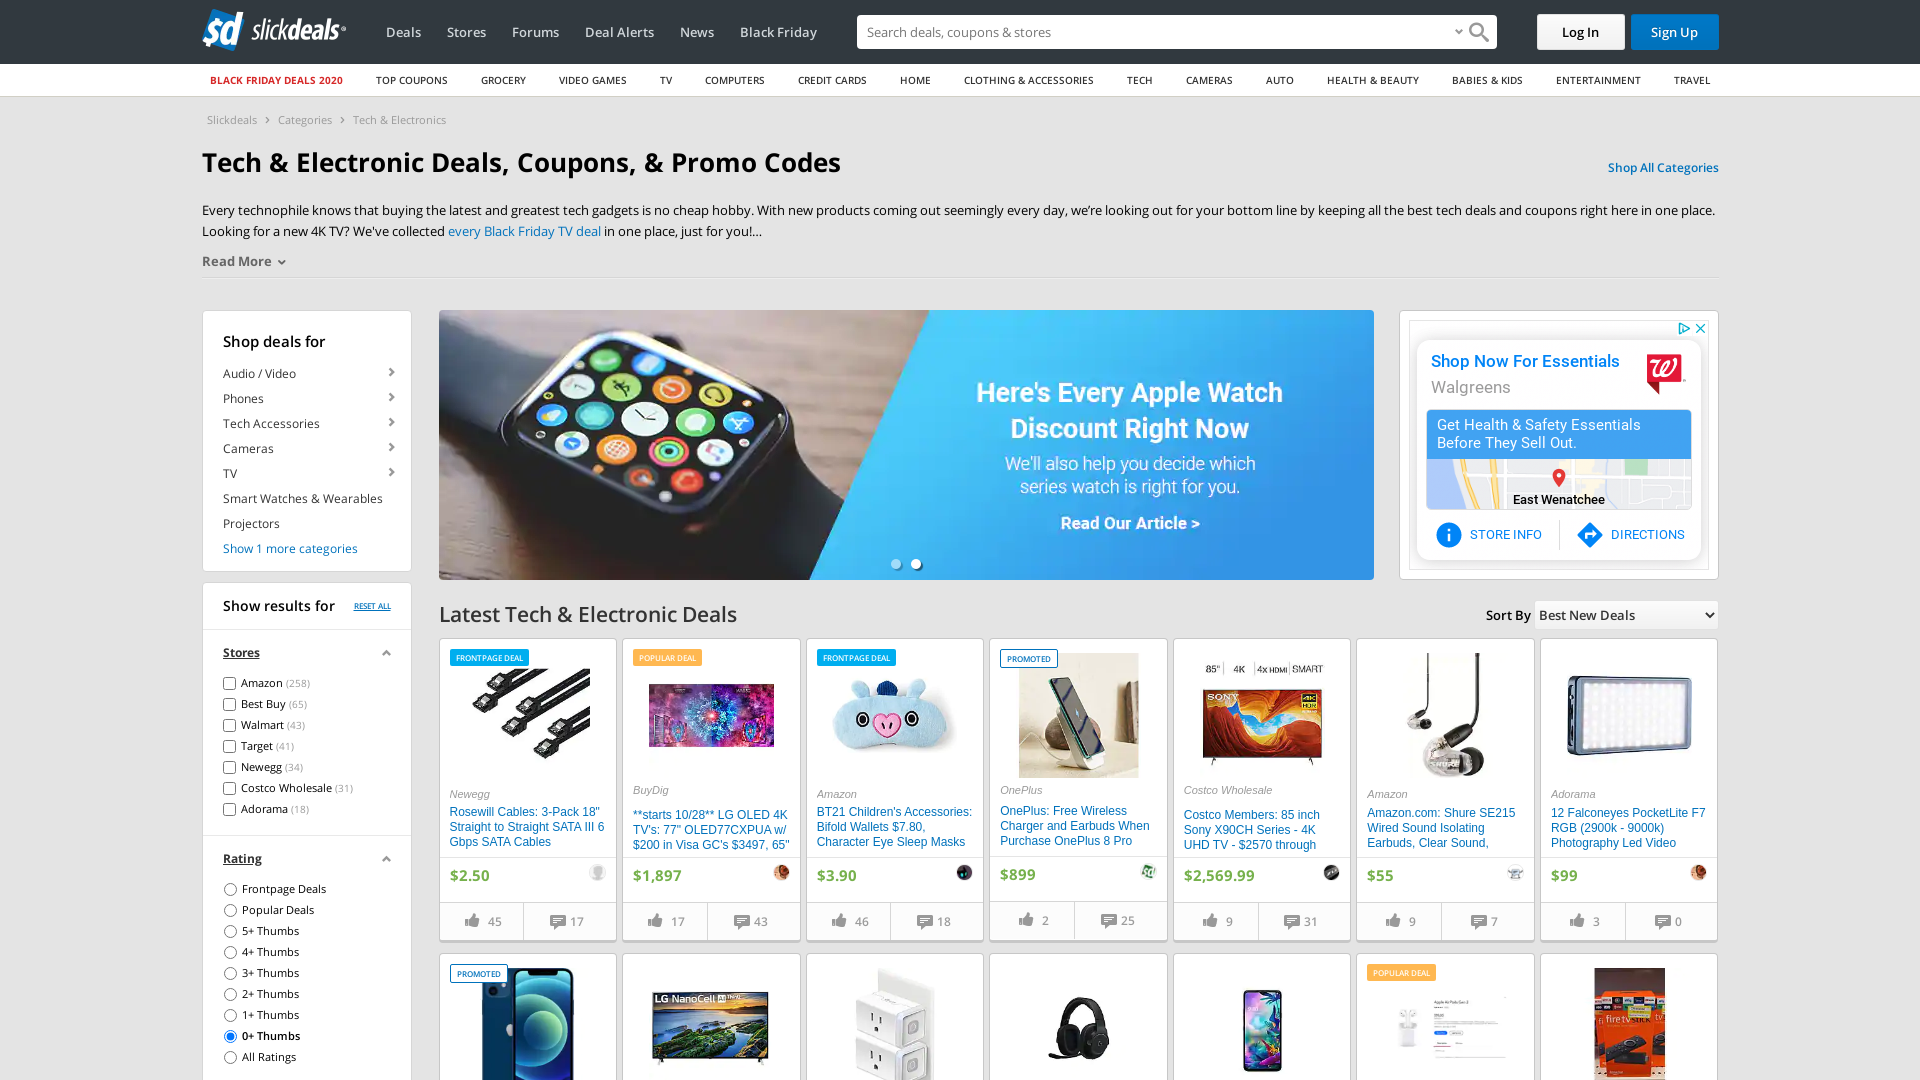 sd slickdeals
Deals
Stores
Forums
Deal Alerts
News
Black Friday
Search deals, coupons & stores
Log In
Sign Up
BLACK FRIDAY DEALS 2020
TOP COUPONS
GROCERY
VIDEO GAMES
TV
COMPUTERS
CREDIT CARDS
HOME
CLOTHING & ACCESSORIES
TECH
CAMERAS
AUTO
HEALTH & BEAUTY
BABIES & KIDS
ENTERTAINMENT
TRAVEL
Slickdeals > Categories > Tech & Electronics
Tech & Electronic Deals, Coupons, & Promo Codes
Shop All Categories
Every technophile knows that buying the latest and greatest tech gadgets is no cheap hobby. With new products coming out seemingly every day, we’re looking out for your bottom line by keeping all the best tech deals and coupons right here in one place.
Looking for a new 4K TV? We've collected every Black Friday TV deal in one place, just for you!...
Read More
Shop deals for
Audio / Video
Phones
Tech Accessories
Cameras
TV
Smart Watches & Wearables
Projectors
Show 1 more categories
Show results for
RESET ALL
Stores
Amazon (258)
Best Buy (65)
Walmart (43)
Target (41)
Newegg (34)
Costco Wholesale (31)
Adorama (18)
Rating
Frontpage Deals
Popular Deals
5+ Thumbs
4+ Thumbs
3+ Thumbs
2+ Thumbs
1+ Thumbs
0+ Thumbs
All Ratings
Here's Every Apple Watch
Discount Right Now
We'll also help you decide which
series watch is right for you.
Read Our Article >
Shop Now For Essentials
Walgreens
W
Get Health & Safety Essentials
Before They Sell Out.
East Wenatchee
STORE INFO
DIRECTIONS
Latest Tech & Electronic Deals
Sort By
Best New Deals
FRONTPAGE DEAL
Newegg
Rosewill Cables: 3-Pack 18"
Straight to Straight SATA III 6
Gbps SATA Cables
$2.50
45
17
POPULAR DEAL
BuyDig
**starts 10/28** LG OLED 4K
TV's: 77" OLED77CXPUA w/
$200 in Visa GC's $3497, 65"
$1,897
17
43
FRONTPAGE DEAL
Amazon
BT21 Children's Accessories:
Bifold Wallets $7.80,
Character Eye Sleep Masks
$3.90
46
18
PROMOTED
OnePlus
OnePlus: Free Wireless
Charger and Earbuds When
Purchase OnePlus 8 Pro
$899
sd
2
25
85" 4K 4x HDMI SMART
SONY
4K
HDR
Costco Wholesale
Costco Members: 85 inch
Sony X90CH Series - 4K
UHD TV - $2570 through
$2,569.99
9
31
SHURE
Amazon
Amazon.com: Shure SE215
Wired Sound Isolating
Earbuds, Clear Sound,
$55
9
7
Adorama
12 Falconeyes PocketLite F7
RGB (2900k - 9000k)
Photography Led Video
$99
3
0
PROMOTED
LG NanoCell AI ThinQ
POPULAR DEAL
fire tv stick